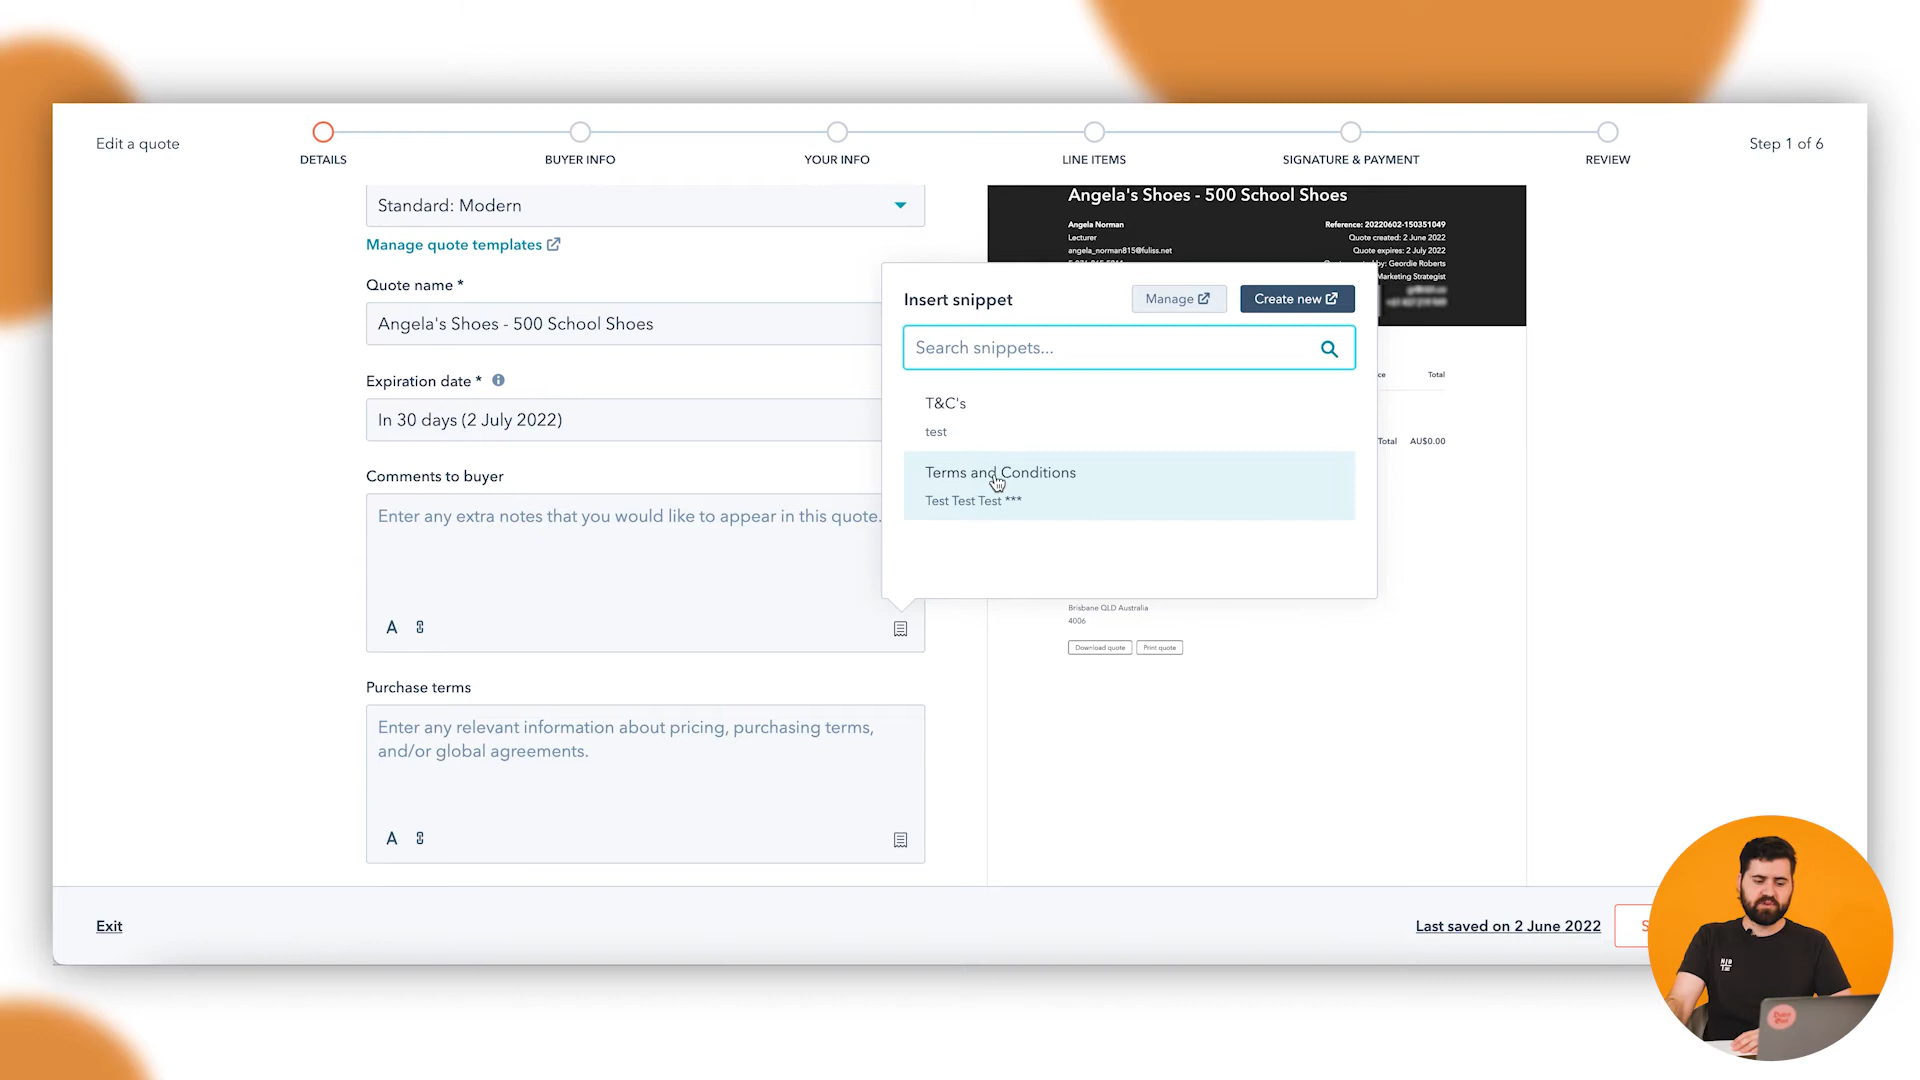 Edit a quote
DETAILS
BUYER INFO
YOUR INFO
LINE ITEMS
SIGNATURE & PAYMENT
REVIEW
Step 1 of 6
Standard: Modern
Manage quote templates
Quote name *
Angela's Shoes - 500 School Shoes
Expiration date *
In 30 days (2 July 2022)
Comments to buyer
Enter any extra notes that you would like to appear in this quote.
A
Purchase terms
Enter any relevant information about pricing, purchasing terms,
and/or global agreements.
A
Insert snippet
Manage
Create new
Search snippets...
T&C's
test
Terms and Conditions
Test Test Test ***
Angela's Shoes - 500 School Shoes
Angela Norman
Lecturer
angela_norman815@fuliss.net
Reference: 20220602-150351049
Quote created: 2 June 2022
Quote expires: 2 July 2022
by: Geordie Roberts
Marketing Strategist
ce
Total
Total
AU$0.00
Brisbane QLD Australia
4006
Download quote
Print quote
Exit
Last saved on 2 June 2022